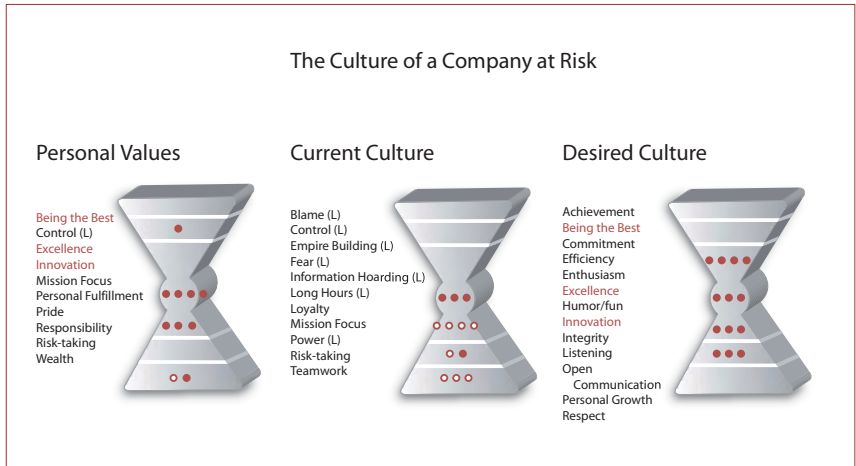 The Culture of a Company at Risk
Personal Values
Being the Best
Control (L)
Excellence
Innovation
Mission Focus
Personal Fulfillment
Pride
Responsibility
Risk-taking
Wealth
Current Culture
Blame (L)
Control (L)
Empire Building (L)
Fear (L)
Information Hoarding (L)
Long Hours (L)
Loyalty
Mission Focus
Power (L)
Risk-taking
Teamwork
Desired Culture
Achievement
Being the Best
Commitment
Efficiency
Enthusiasm
Excellence
Humor/fun
Innovation
Integrity
Listening
Open
Communication
Personal Growth
Respect